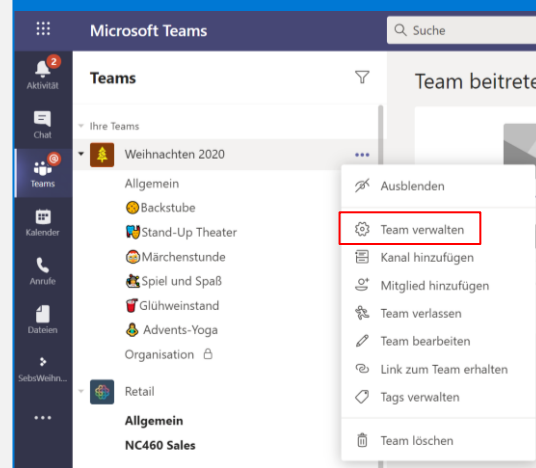 Microsoft Teams
Suche
2
Aktivität
Chat
Teams
Kalender
Anrufe
Dateien
SebsWeihn...
Teams
Ihre Teams
Weihnachten 2020
Allgemein
Backstube
Stand-Up Theater
Märchenstunde
Spiel und Spaß
Glühweinstand
Advents-Yoga
Organisation
Retail
Allgemein
NC460 Sales
Team beitrete
Ausblenden
Team verwalten
Kanal hinzufügen
Mitglied hinzufügen
Team verlassen
Team bearbeiten
Link zum Team erhalten
Tags verwalten
Team löschen